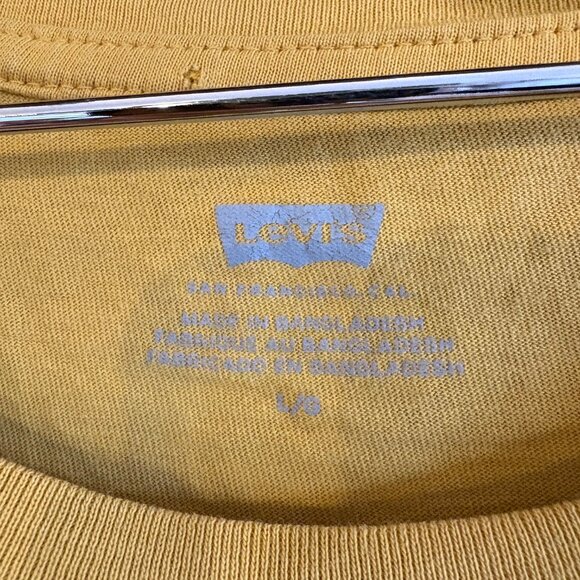 Levi's
SAN FRANCISCO, CAL.
MADE IN BANGLADESH
FABRIQUÉ AU BANGLADESH
FABRICADO EN BANGLADESH
L/G